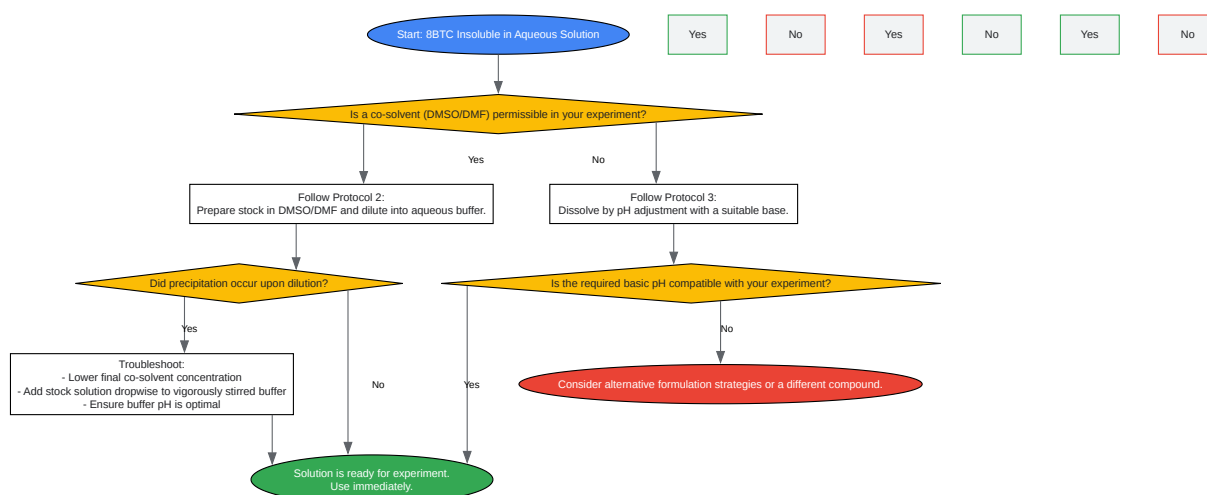 Start: 8BTC Insoluble in Aqueous Solution
Yes
No
Yes
No
Yes
No
Is a co-solvent (DMSO/DMF) permissible in your experiment?
Yes
No
Follow Protocol 2:
Prepare stock in DMSO/DMF and dilute into aqueous buffer.
Follow Protocol 3:
Dissolve by pH adjustment with a suitable base.
Did precipitation occur upon dilution?
Is the required basic pH compatible with your experiment?
Yes
No
Troubleshoot:
- Lower final co-solvent concentration
- Add stock solution dropwise to vigorously stirred buffer
- Ensure buffer pH is optimal
No
Yes
Consider alternative formulation strategies or a different compound.
Solution is ready for experiment.
Use immediately.